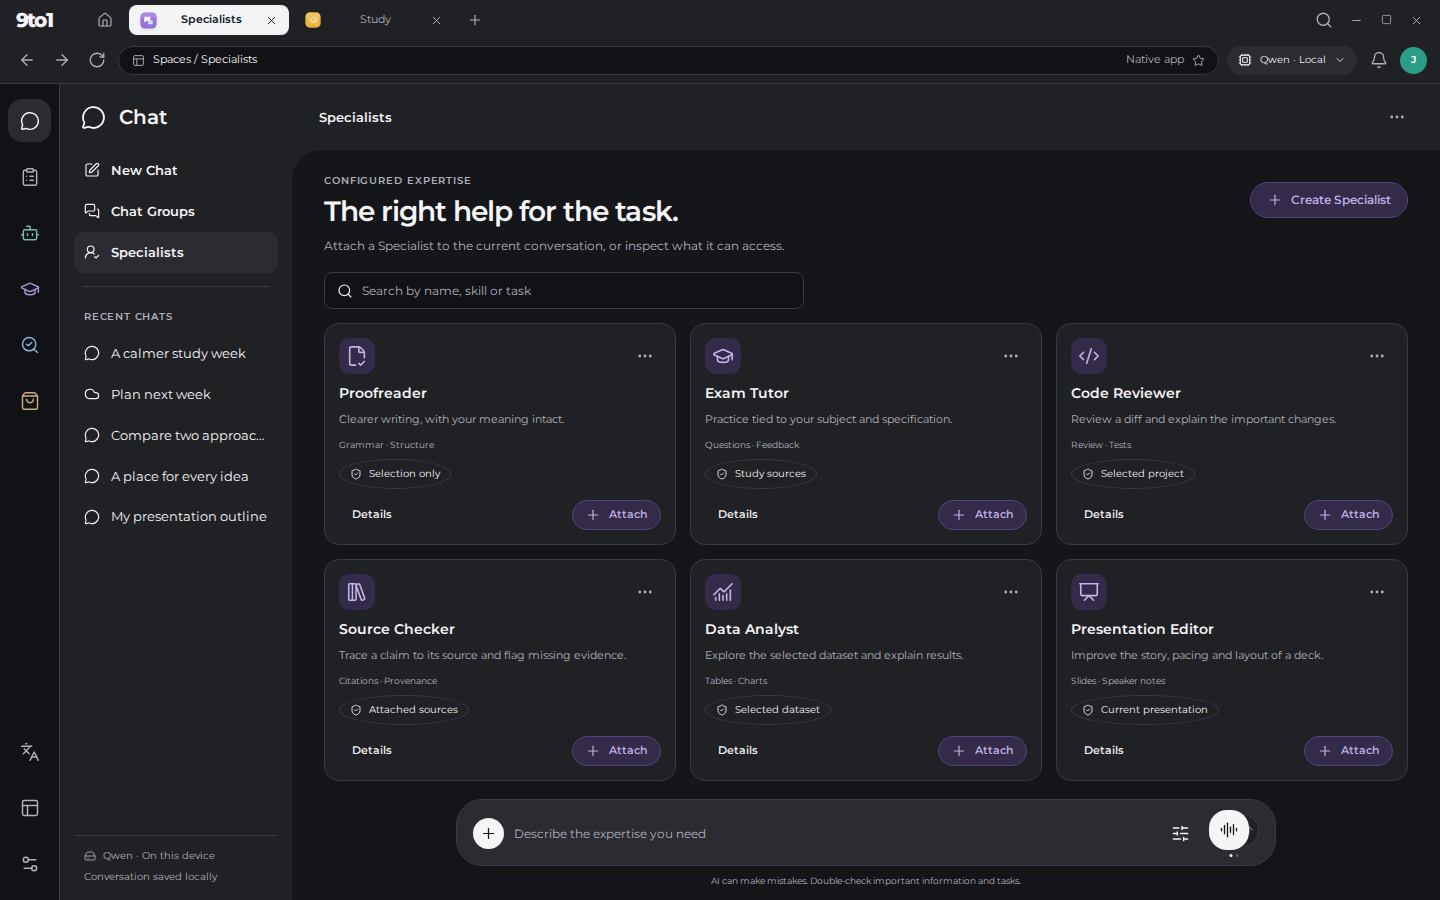 9to1
Specialists
Study
Spaces / Specialists
Native app
Qwen · Local
J
Chat
New Chat
Chat Groups
Specialists
RECENT CHATS
A calmer study week
Plan next week
Compare two approac...
A place for every idea
My presentation outline
Qwen · On this device
Conversation saved locally
Specialists
CONFIGURED EXPERTISE
The right help for the task.
Attach a Specialist to the current conversation, or inspect what it can access.
Create Specialist
Search by name, skill or task
Proofreader
Clearer writing, with your meaning intact.
Grammar · Structure
Selection only
Details
Attach
Exam Tutor
Practice tied to your subject and specification.
Questions · Feedback
Study sources
Details
Attach
Code Reviewer
Review a diff and explain the important changes.
Review · Tests
Selected project
Details
Attach
Source Checker
Trace a claim to its source and flag missing evidence.
Citations · Provenance
Attached sources
Details
Attach
Data Analyst
Explore the selected dataset and explain results.
Tables · Charts
Selected dataset
Details
Attach
Presentation Editor
Improve the story, pacing and layout of a deck.
Slides · Speaker notes
Current presentation
Details
Attach
Describe the expertise you need
AI can make mistakes. Double-check important information and tasks.